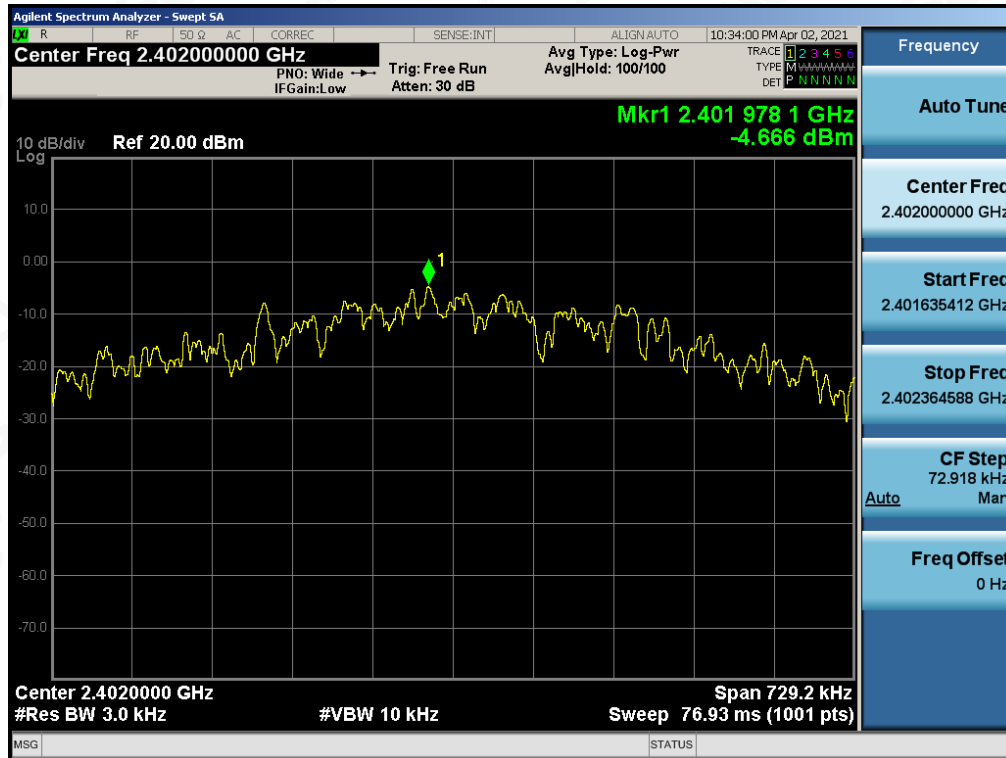 Agilent Spectrum Analyzer - Swept SA
LXI R RF 50 Ω AC CORREC SENSE:INT ALIGN AUTO 10:34:00 PM Apr 02, 2021
Center Freq 2.402000000 GHz
PNO: Wide
IFGain:Low
Trig: Free Run
Atten: 30 dB
Avg Type: Log-Pwr
Avg|Hold: 100/100
TRACE 1 2 3 4 5 6
TYPE M
DET P N N N N N
Mkr1 2.401 978 1 GHz
-4.666 dBm
10 dB/div Ref 20.00 dBm
Log
10.0
0.00
-10.0
-20.0
-30.0
-40.0
-50.0
-60.0
-70.0
1
Center 2.4020000 GHz Span 729.2 kHz
#Res BW 3.0 kHz #VBW 10 kHz Sweep 76.93 ms (1001 pts)
MSG STATUS
Frequency
Auto Tune
Center Freq
2.402000000 GHz
Start Freq
2.401635412 GHz
Stop Freq
2.402364588 GHz
CF Step
72.918 kHz
Auto Man
Freq Offset
0 Hz